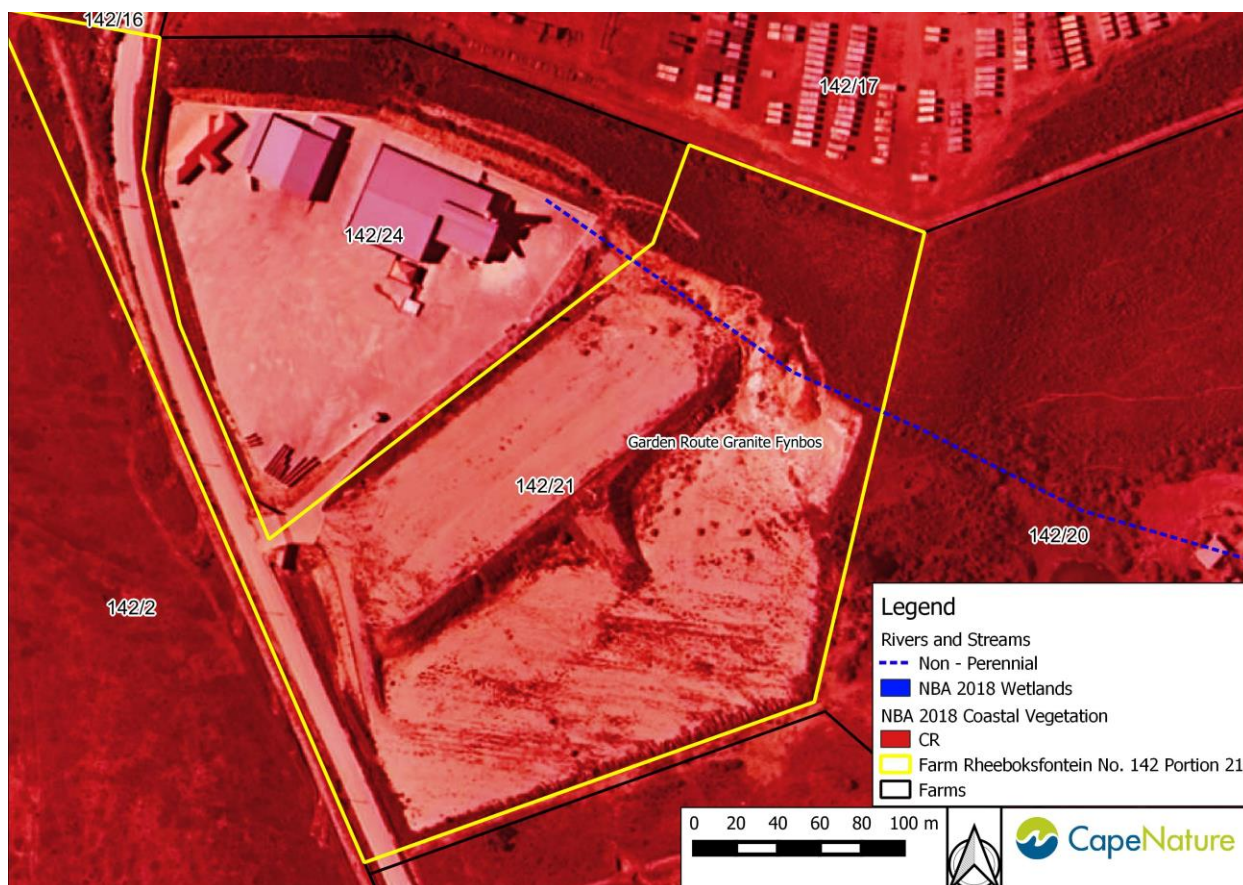 142/16
142/17
142/24
Garden Route Granite Fynbos
142/21
142/20
142/2
Legend
Rivers and Streams
Non - Perennial
NBA 2018 Wetlands
NBA 2018 Coastal Vegetation
CR
Farm Rheeboksfontein No. 142 Portion 21
Farms
0 20 40 60 80 100 m
CapeNature